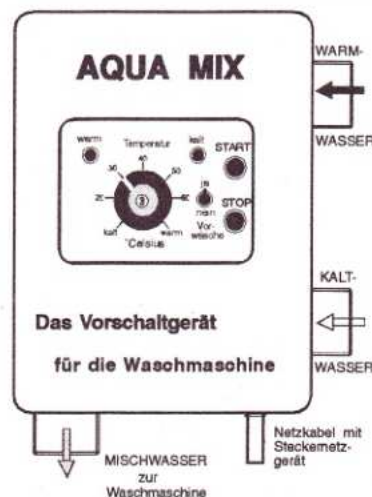 AQUA MIX
WARM-
WASSER
warm
Temperatur
kalt
START
20
30
40
50
60
kalt
warm
°Celsius
ja
nein
Vor-
wäsche
STOP
KALT-
WASSER
Das Vorschaltgerät
für die Waschmaschine
MISCHWASSER
zur
Waschmaschine
Netzkabel mit
Steckernetz-
gerät